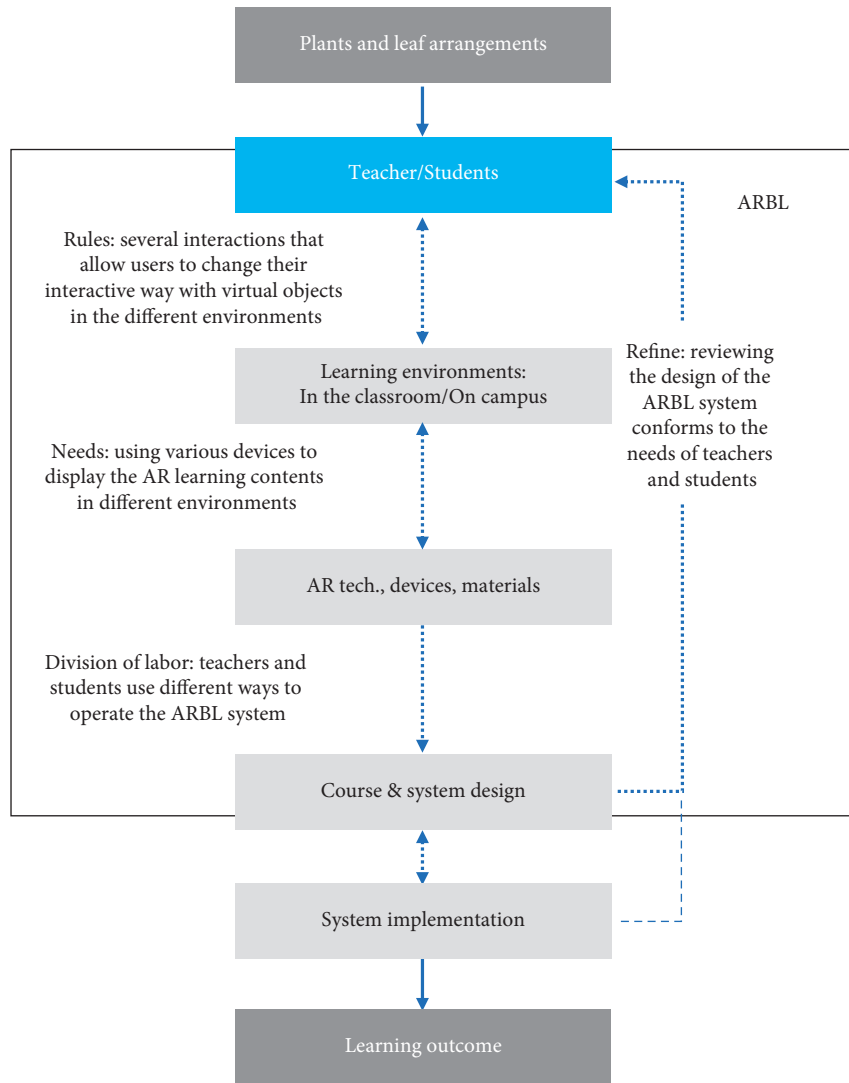 Plants and leaf arrangements
Teacher/Students
ARBL
Rules: several interactions that
allow users to change their
interactive way with virtual objects
in the different environments
Learning environments:
In the classroom/On campus
Refine: reviewing
the design of the
ARBL system
conforms to the
needs of teachers
and students
Needs: using various devices to
display the AR learning contents
in different environments
AR tech., devices, materials
Division of labor: teachers and
students use different ways to
operate the ARBL system
Course & system design
System implementation
Learning outcome